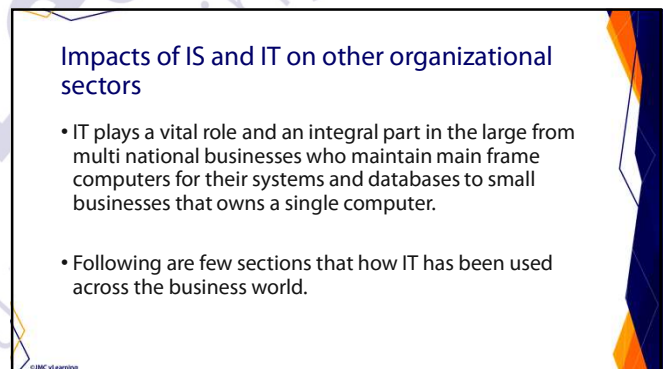 Impacts of IS and IT on other organizational
sectors
• IT plays a vital role and an integral part in the large from
multi national businesses who maintain main frame
computers for their systems and databases to small
businesses that owns a single computer.
• Following are few sections that how IT has been used
across the business world.
©JMC vLearning